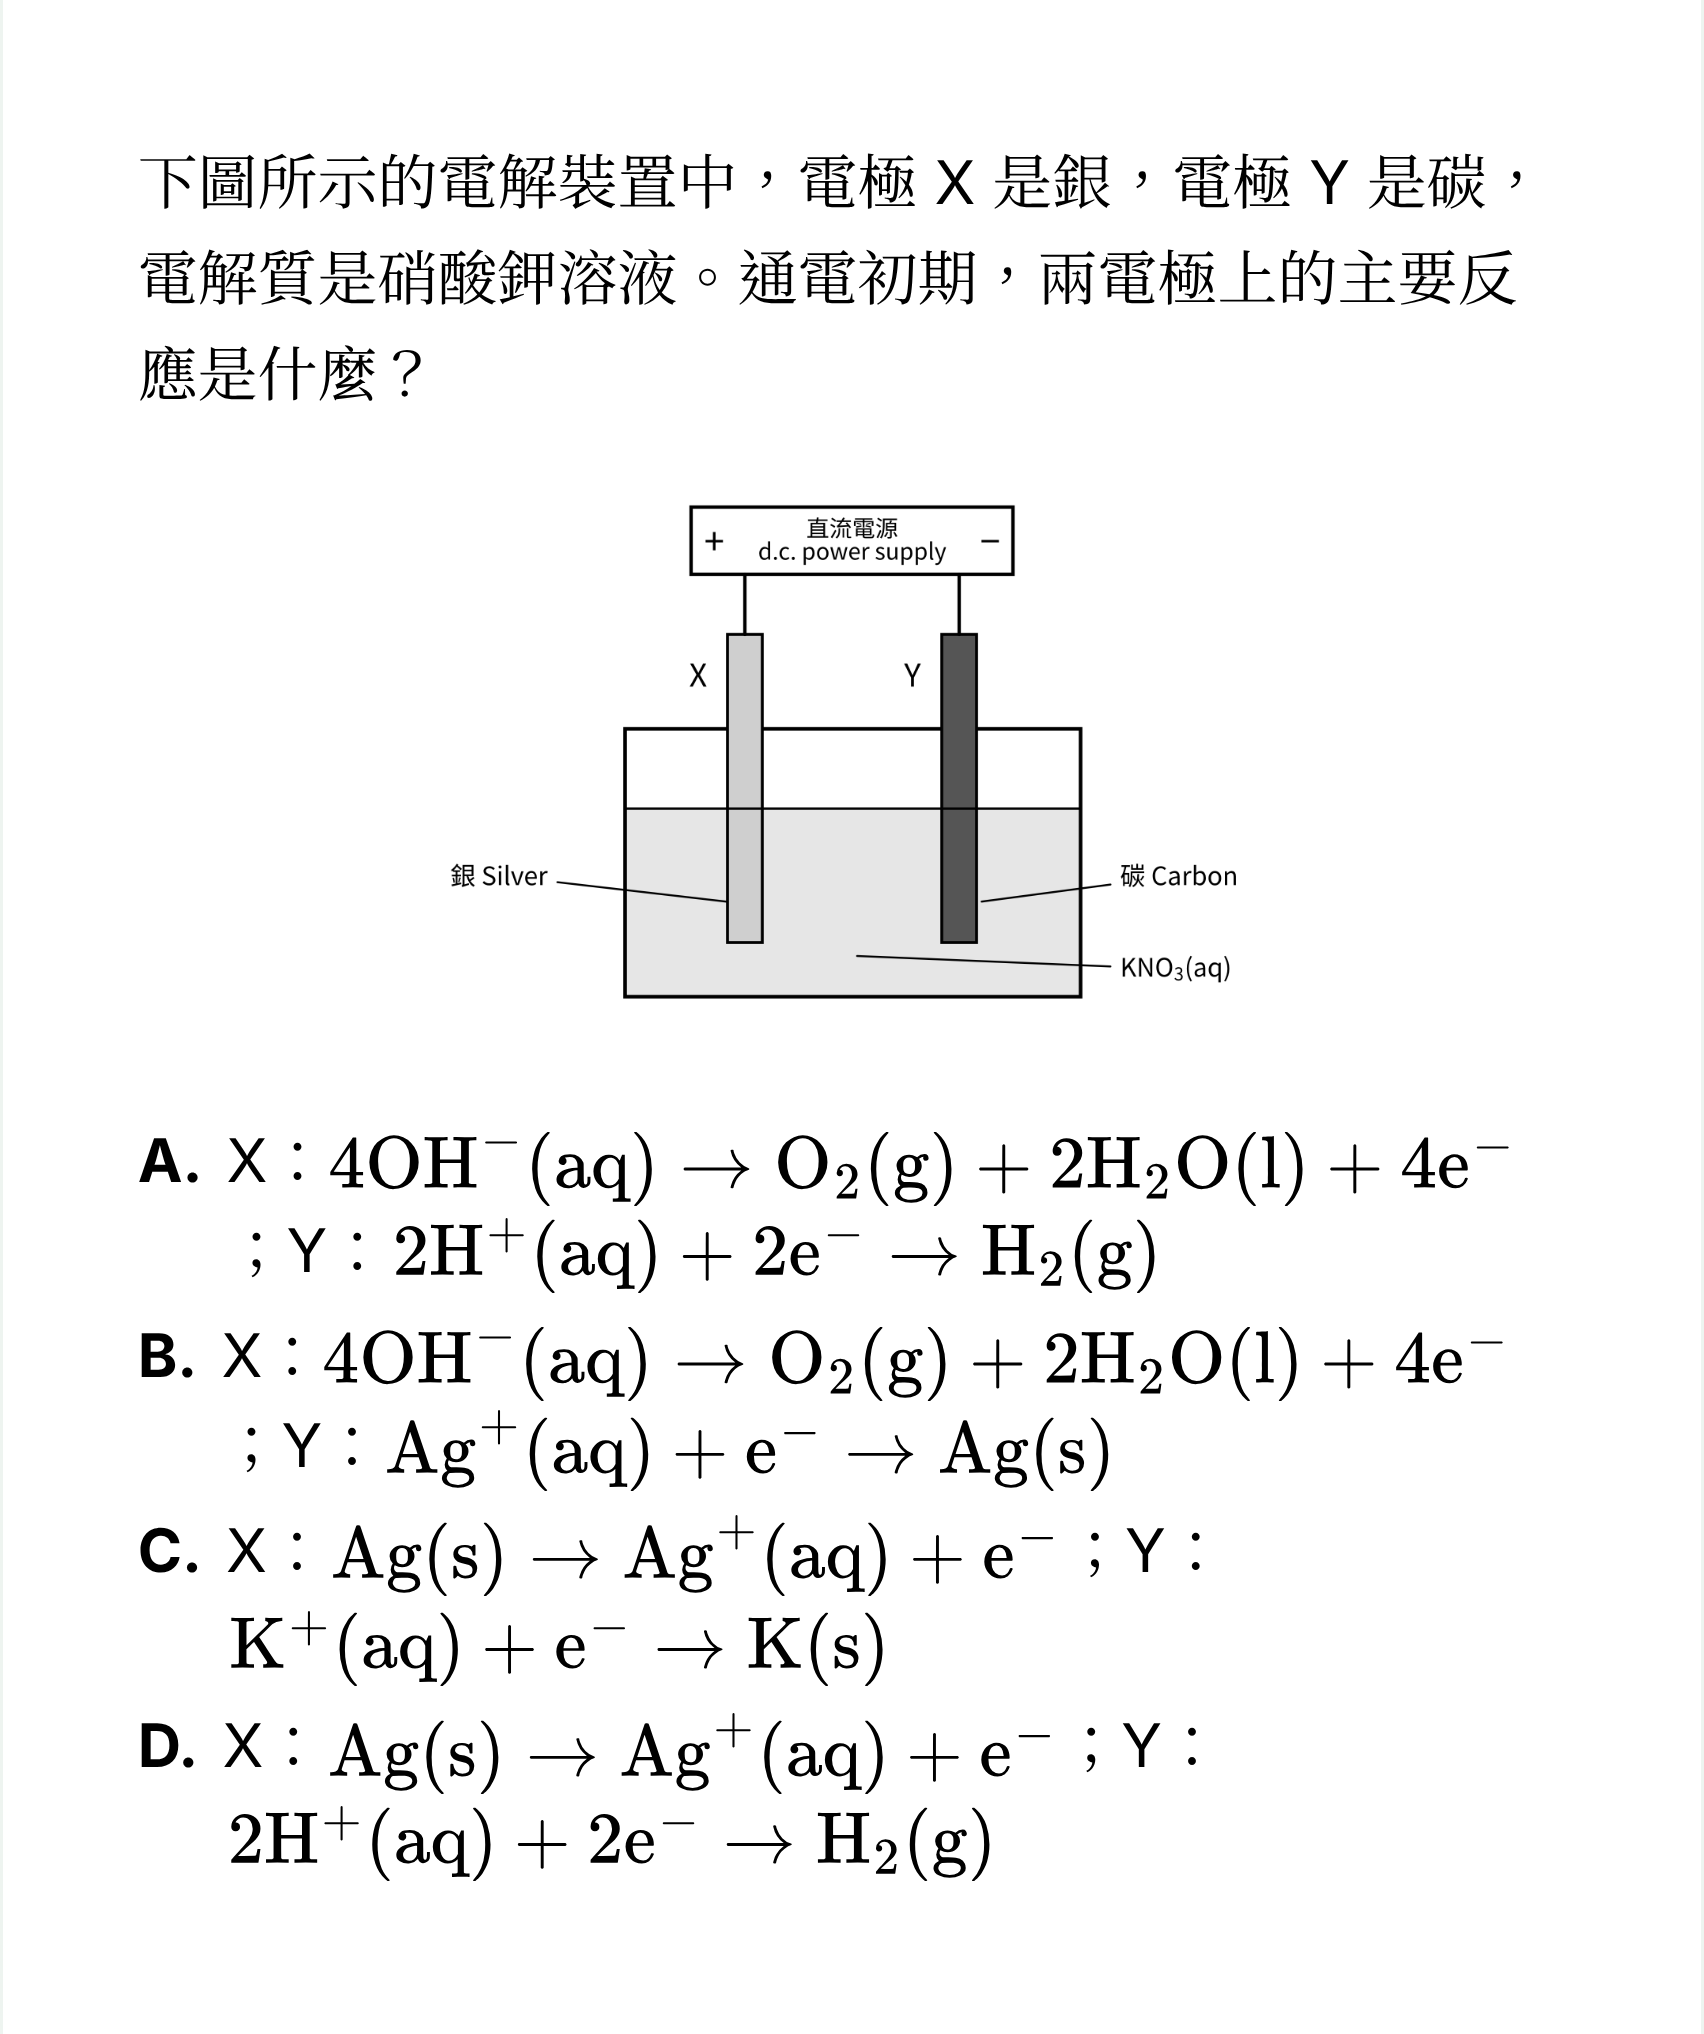 下圖所示的電解裝置中，電極 X 是銀，電極 Y 是碳，
電解質是硝酸鉀溶液。通電初期，兩電極上的主要反
應是什麼？
+ 直流電源 −
d.c. power supply
X Y
銀 Silver 碳 Carbon
KNO₃(aq)
A. X：4OH⁻(aq) → O₂(g) + 2H₂O(l) + 4e⁻
；Y：2H⁺(aq) + 2e⁻ → H₂(g)
B. X：4OH⁻(aq) → O₂(g) + 2H₂O(l) + 4e⁻
；Y：Ag⁺(aq) + e⁻ → Ag(s)
C. X：Ag(s) → Ag⁺(aq) + e⁻；Y：
K⁺(aq) + e⁻ → K(s)
D. X：Ag(s) → Ag⁺(aq) + e⁻；Y：
2H⁺(aq) + 2e⁻ → H₂(g)